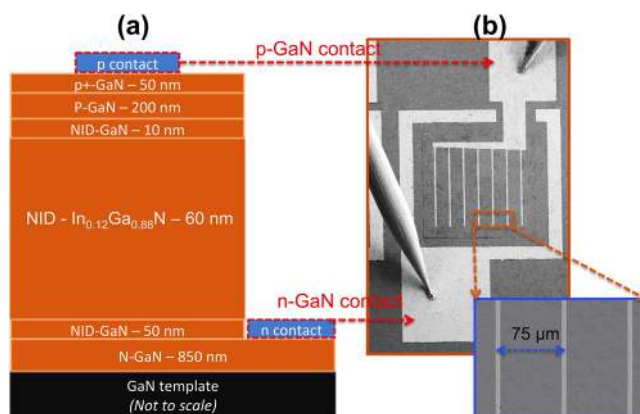 (a)
(b)
p contact
p-GaN contact
p+-GaN – 50 nm
P-GaN – 200 nm
NID-GaN – 10 nm
NID - In₀.₁₂Ga₀.₈₈N – 60 nm
n-GaN contact
NID-GaN – 50 nm
n contact
N-GaN – 850 nm
GaN template
(Not to scale)
75 μm